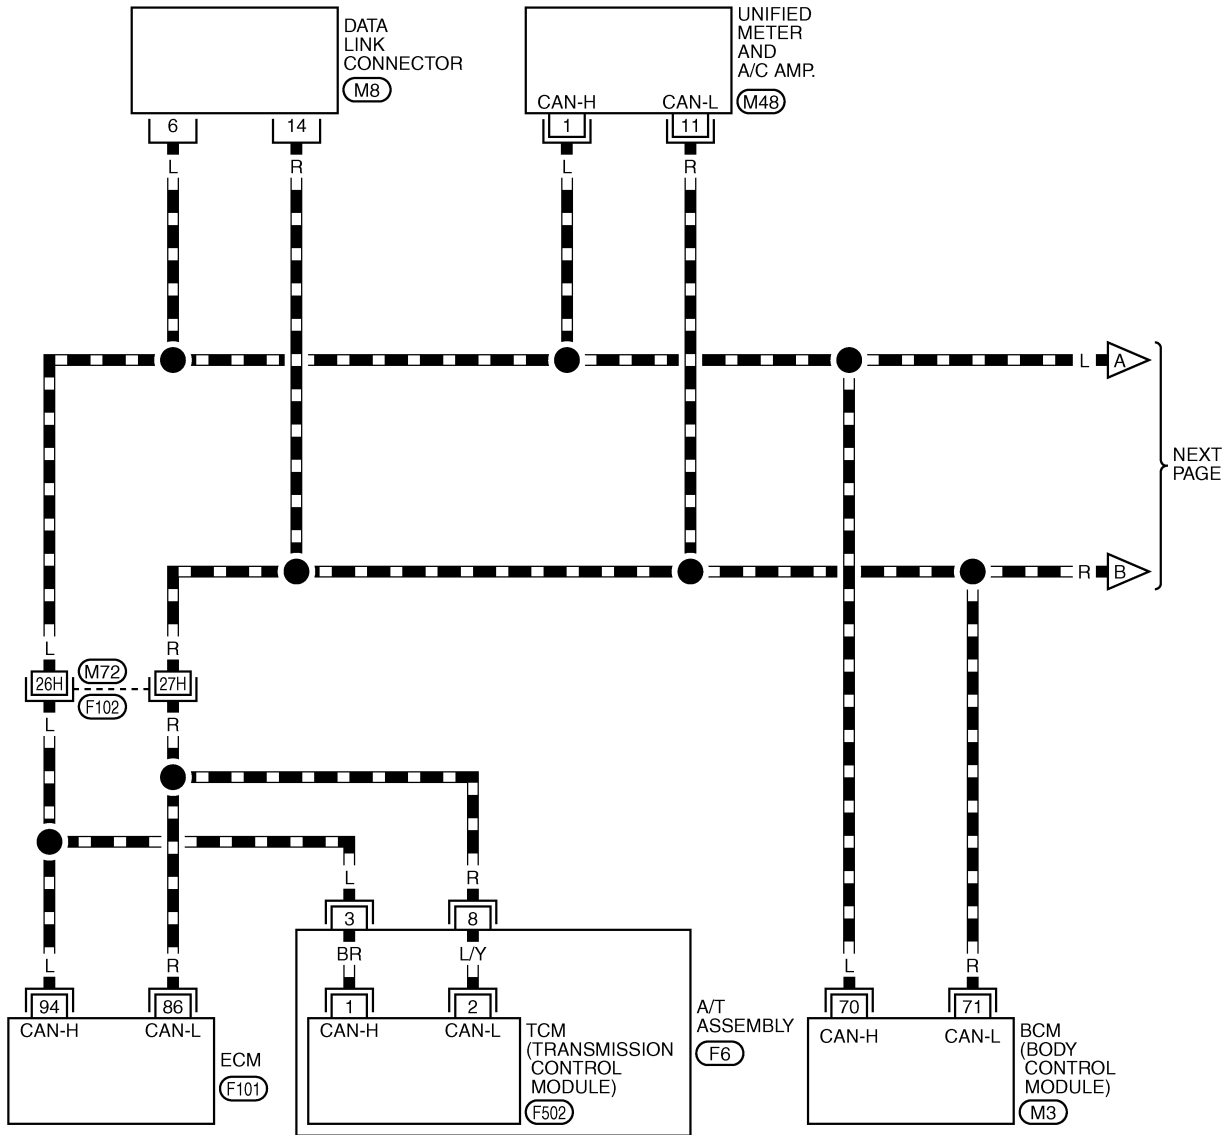 DATA
LINK
CONNECTOR
M8
UNIFIED
METER
AND
A/C AMP.
M48
CAN-H
CAN-L
6
14
1
11
L
R
L
R
L
A
NEXT
PAGE
R
B
L
R
26H
M72
F102
27H
L
R
L
R
3
8
BR
L/Y
L
R
L
R
94
86
1
2
70
71
CAN-H
CAN-L
ECM
F101
CAN-H
CAN-L
TCM
(TRANSMISSION
CONTROL
MODULE)
F502
A/T
ASSEMBLY
F6
CAN-H
CAN-L
BCM
(BODY
CONTROL
MODULE)
M3